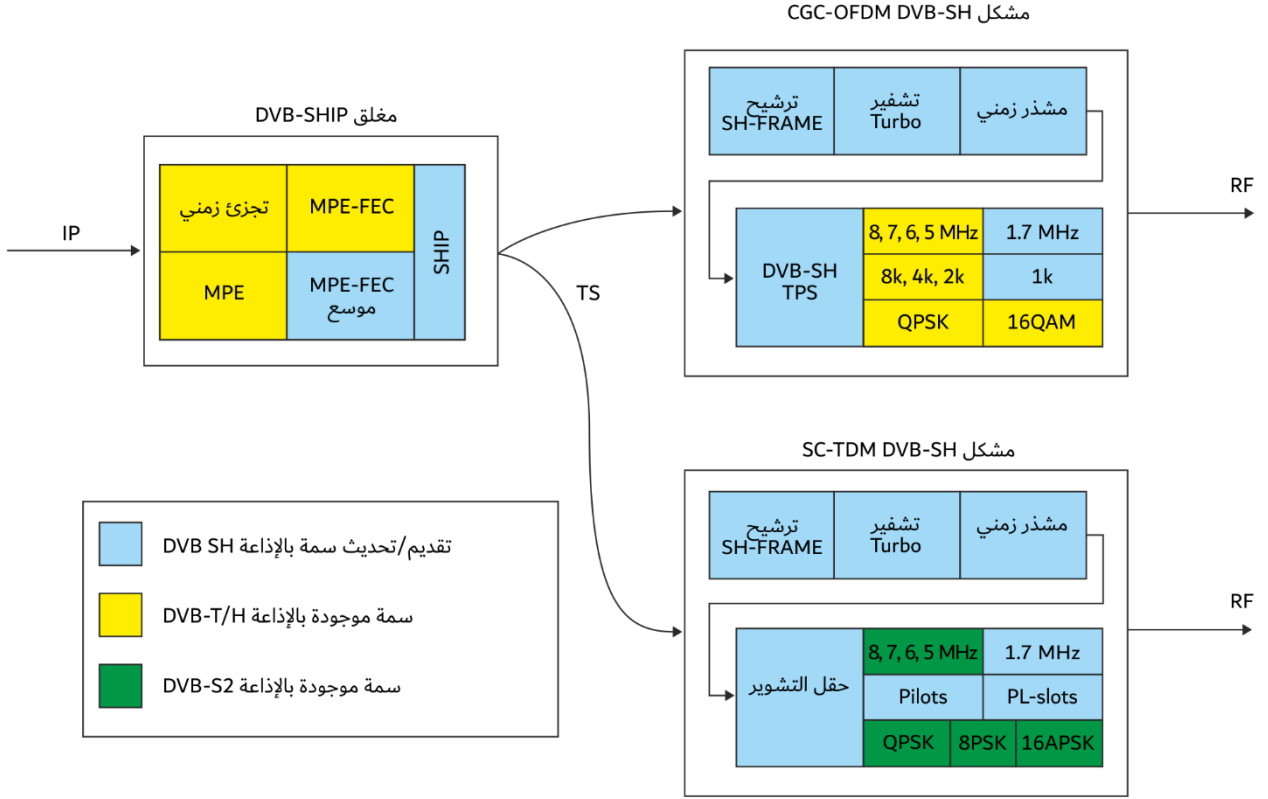 مشكل CGC-OFDM DVB-SH
ترشيح
SH-FRAME
تشفير
Turbo
مشذر زمني
DVB-SH
TPS
8, 7, 6, 5 MHz
1.7 MHz
8k, 4k, 2k
1k
QPSK
16QAM
RF
مغلق DVB-SHIP
تجزئ زمني
MPE-FEC
MPE
MPE-FEC
موسع
SHIP
IP
TS
مشكل SC-TDM DVB-SH
ترشيح
SH-FRAME
تشفير
Turbo
مشذر زمني
حقل التشوير
8, 7, 6, 5 MHz
1.7 MHz
Pilots
PL-slots
QPSK
8PSK
16APSK
RF
تقديم/تحديث سمة بالإذاعة DVB SH
سمة موجودة بالإذاعة DVB-T/H
سمة موجودة بالإذاعة DVB-S2